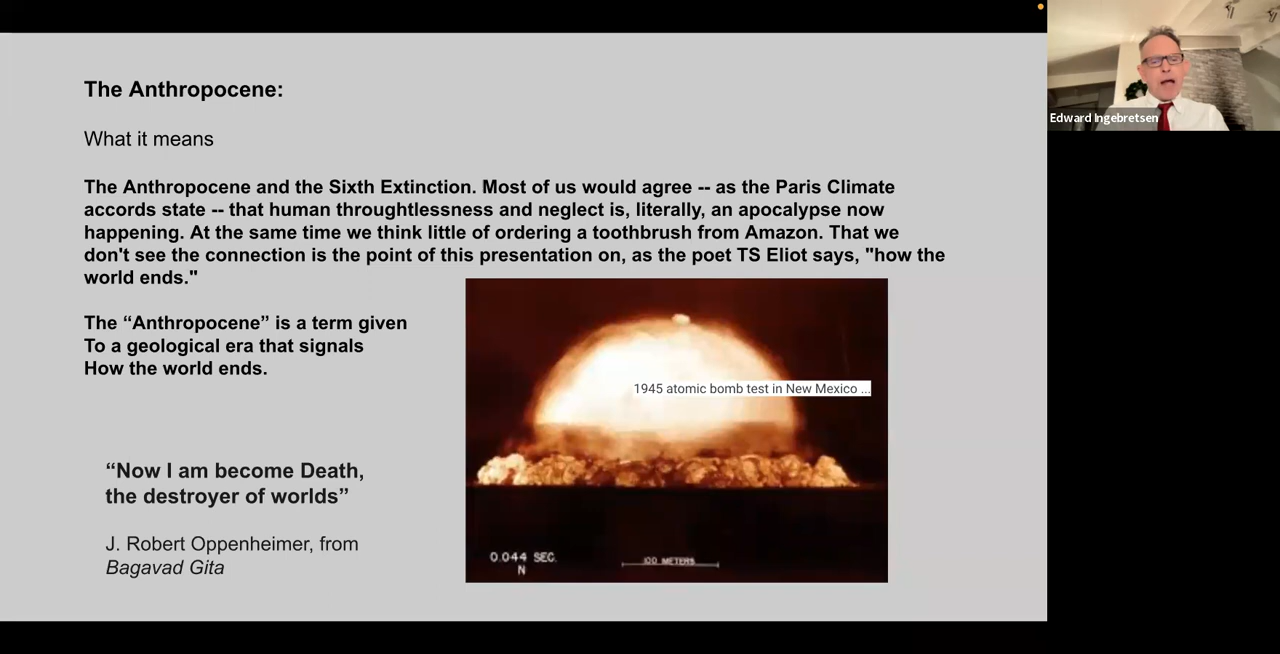 The Anthropocene:
What it means
The Anthropocene and the Sixth Extinction. Most of us would agree -- as the Paris Climate
accords state -- that human throughtlessness and neglect is, literally, an apocalypse now
happening. At the same time we think little of ordering a toothbrush from Amazon. That we
don't see the connection is the point of this presentation on, as the poet TS Eliot says, "how the
world ends."
The “Anthropocene” is a term given
To a geological era that signals
How the world ends.
“Now I am become Death,
the destroyer of worlds”
J. Robert Oppenheimer, from
Bagavad Gita
1945 atomic bomb test in New Mexico ...
0.044 SEC.
N
100 METERS
Edward Ingebretsen